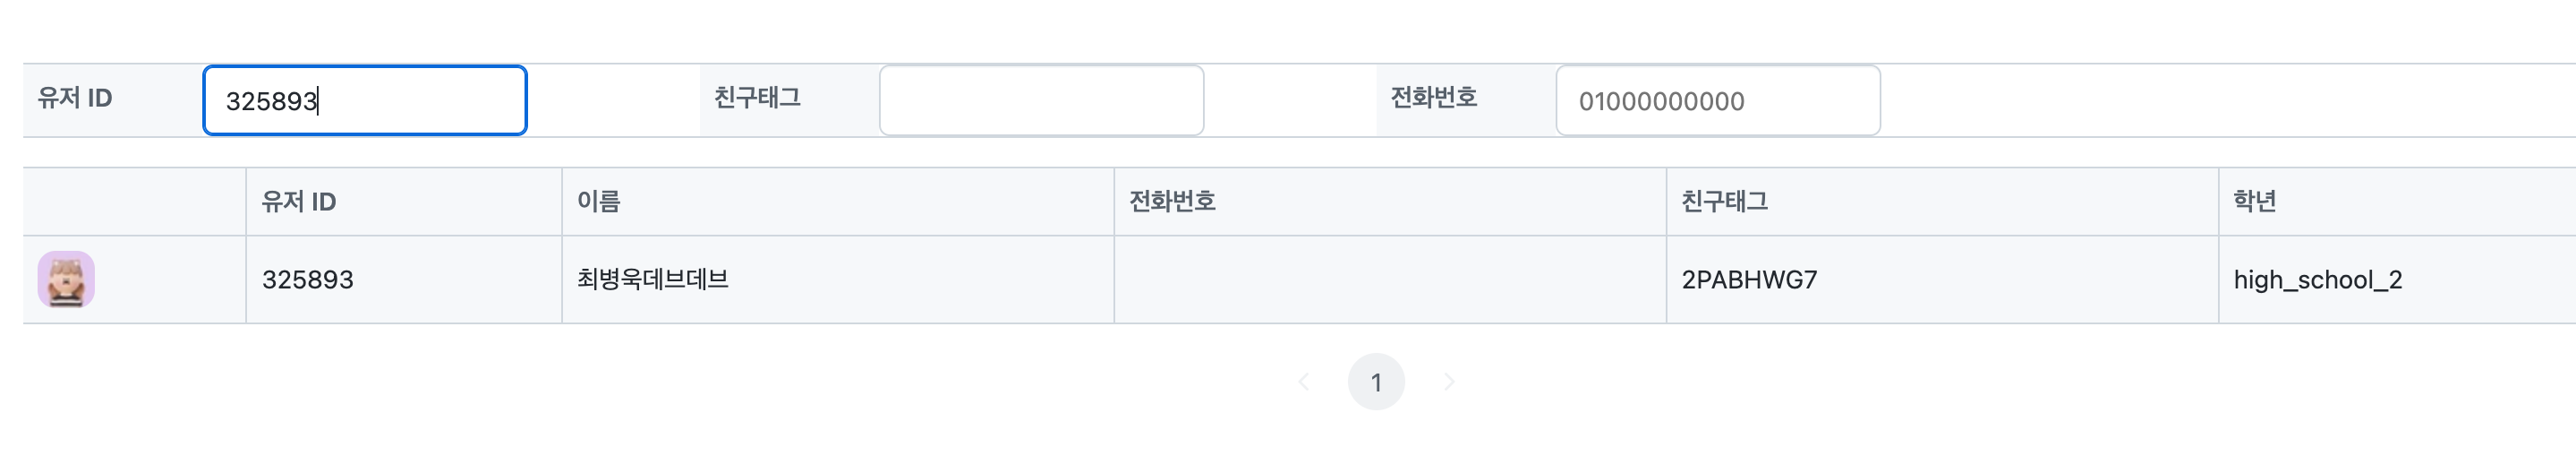 유저 ID 325893 친구태그 전화번호 01000000000
유저 ID 이름 전화번호 친구태그 학년
325893 최병욱데브데브 2PABHWG7 high_school_2
1